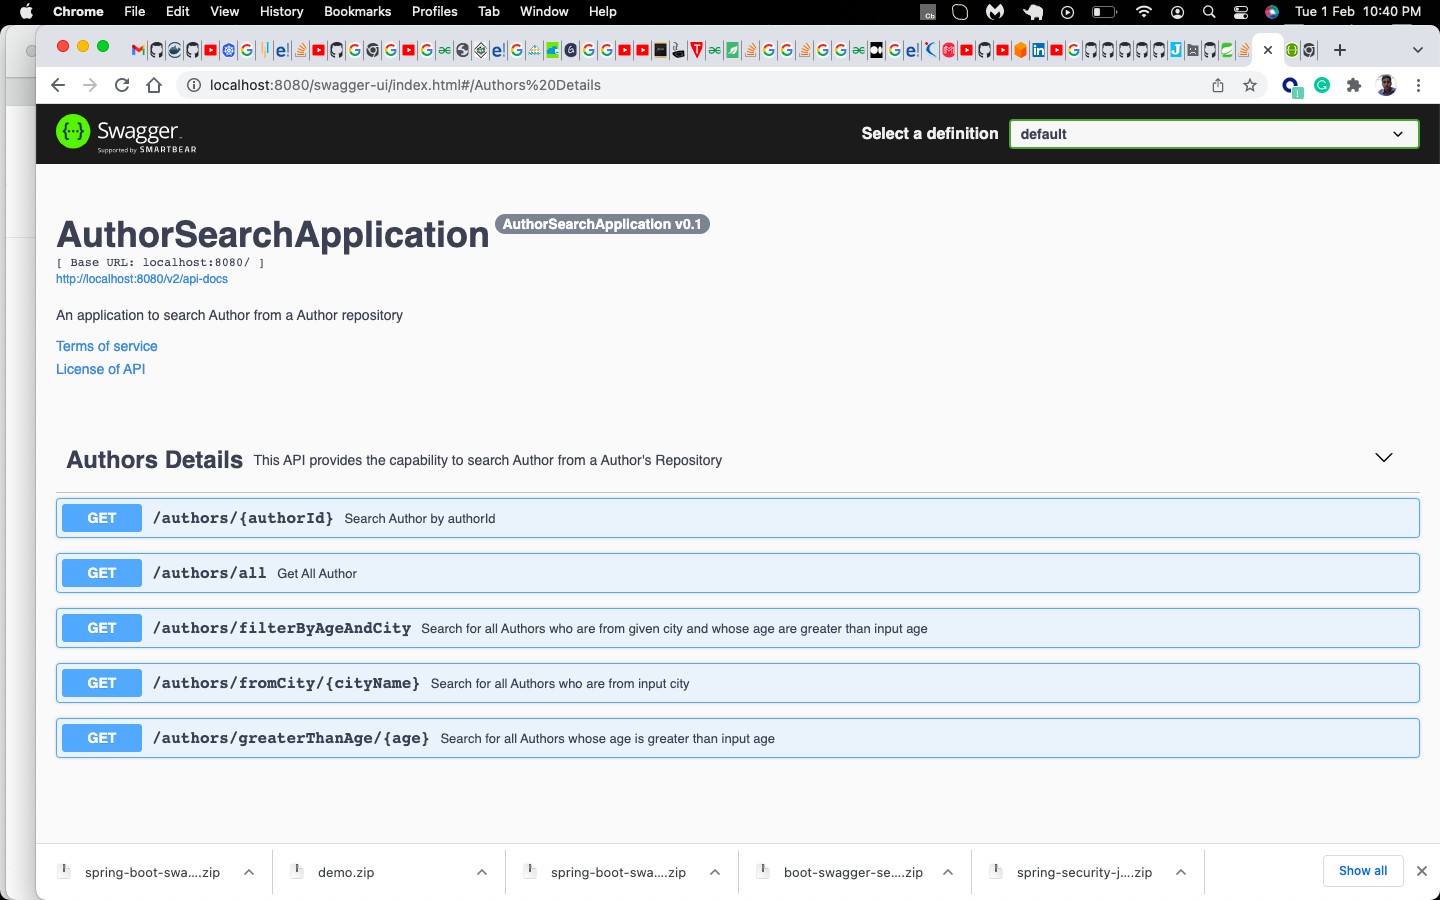 Chrome File Edit View History Bookmarks Profiles Tab Window Help Tue 1 Feb 10:40 PM
localhost:8080/swagger-ui/index.html#/Authors%20Details
Swagger
Supported by SMARTBEAR
Select a definition default
AuthorSearchApplication AuthorSearchApplication v0.1
[ Base URL: localhost:8080/ ]
http://localhost:8080/v2/api-docs
An application to search Author from a Author repository
Terms of service
License of API
Authors Details This API provides the capability to search Author from a Author's Repository
GET /authors/{authorId} Search Author by authorId
GET /authors/all Get All Author
GET /authors/filterByAgeAndCity Search for all Authors who are from given city and whose age are greater than input age
GET /authors/fromCity/{cityName} Search for all Authors who are from input city
GET /authors/greaterThanAge/{age} Search for all Authors whose age is greater than input age
spring-boot-swa....zip demo.zip spring-boot-swa....zip boot-swagger-se....zip spring-security-j....zip Show all